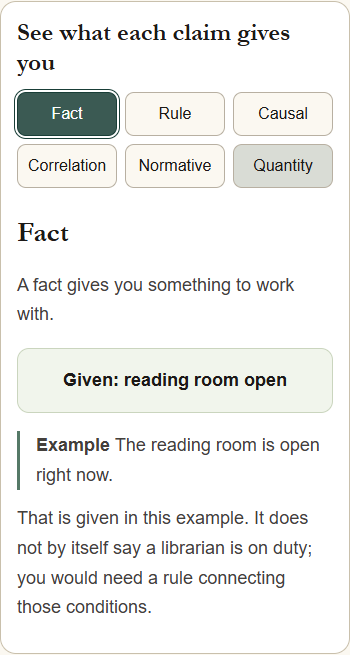 See what each claim gives
you
Fact
Rule
Causal
Correlation
Normative
Quantity
Fact
A fact gives you something to work
with.
Given: reading room open
Example The reading room is open
right now.
That is given in this example. It does
not by itself say a librarian is on duty;
you would need a rule connecting
those conditions.